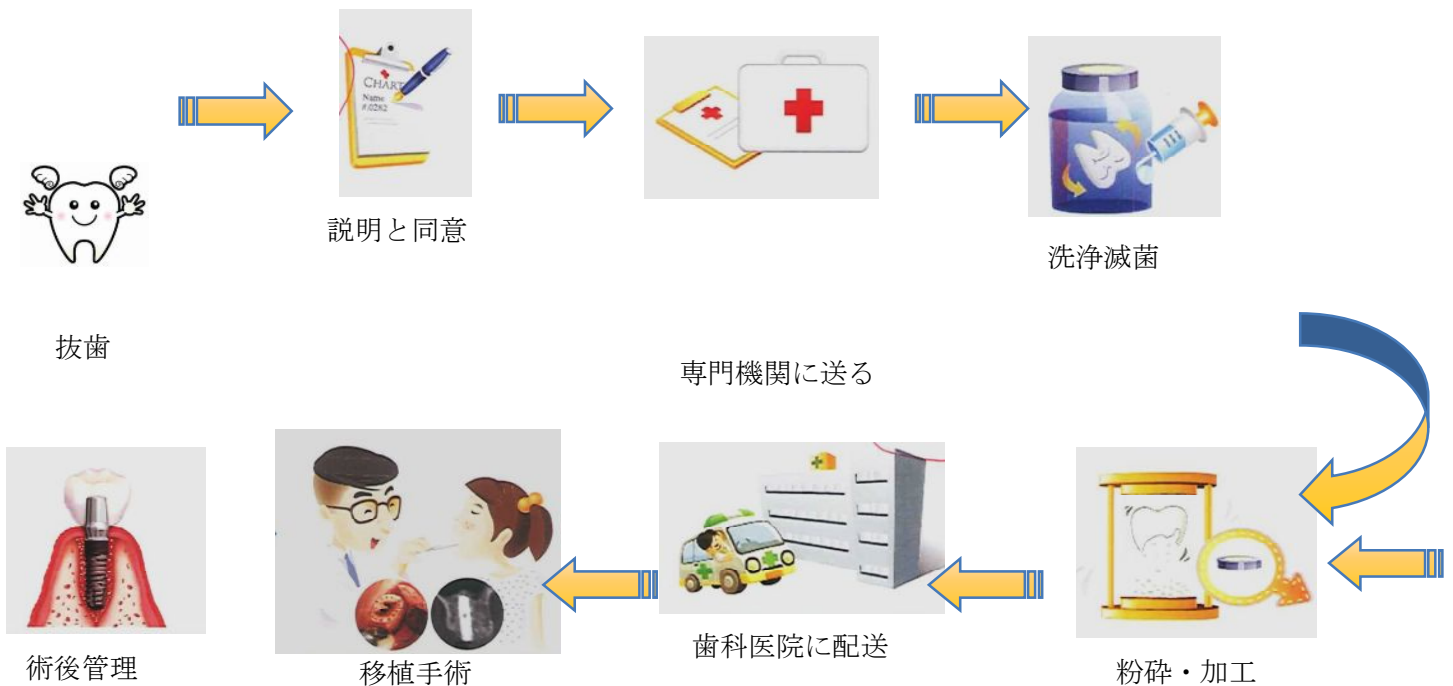 CHART
Name
#.0282
説明と同意
洗浄滅菌
抜歯
専門機関に送る
粉砕・加工
歯科医院に配送
移植手術
術後管理